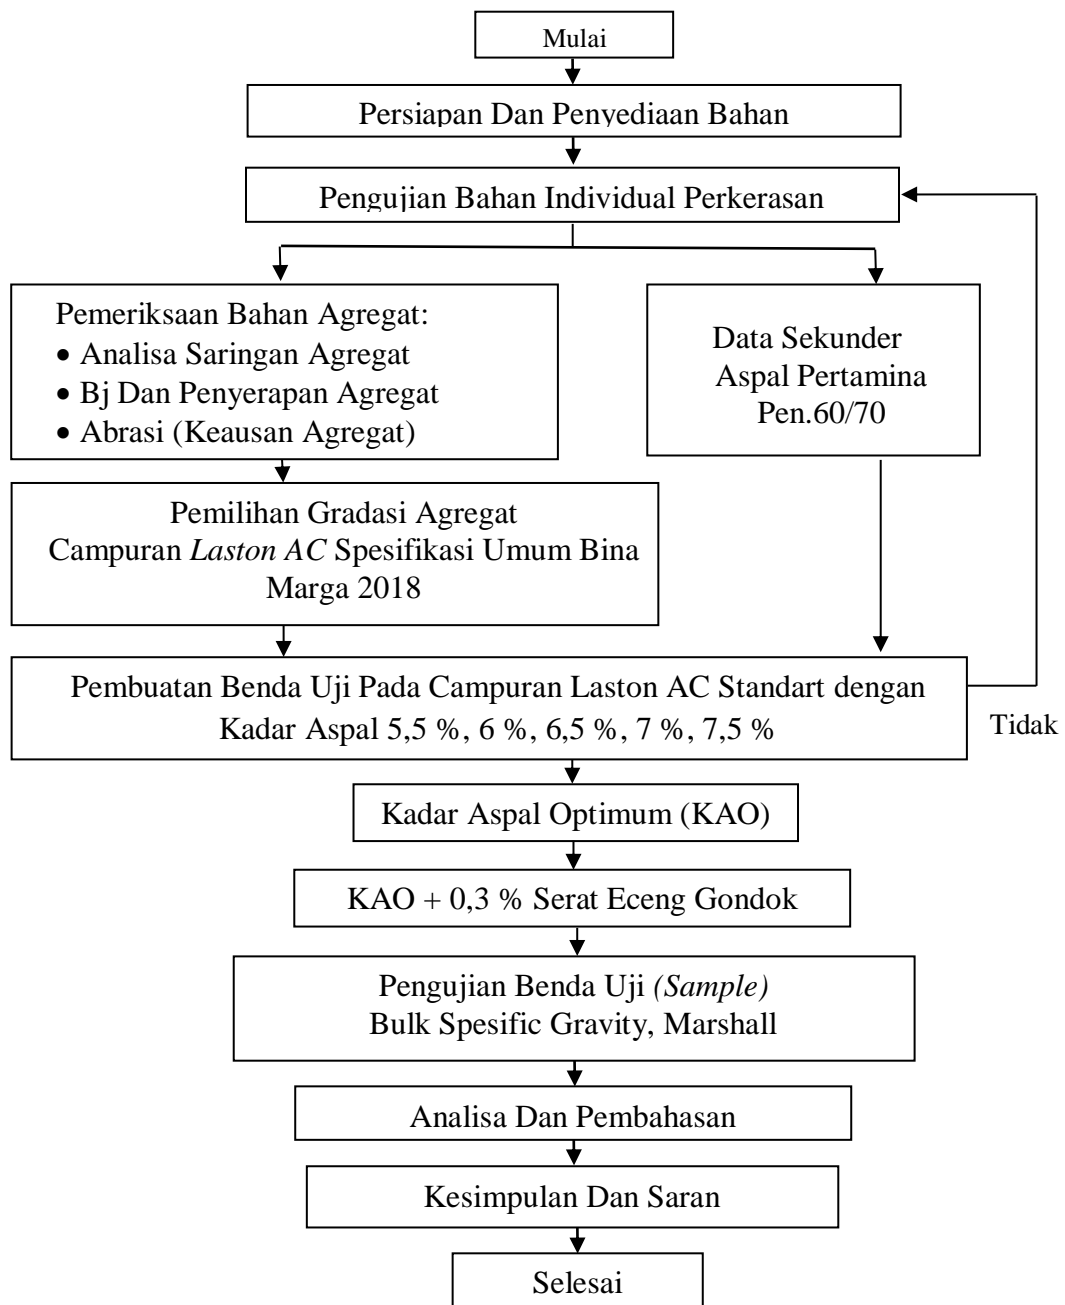 Mulai
Persiapan Dan Penyediaan Bahan
Pengujian Bahan Individual Perkerasan
Pemeriksaan Bahan Agregat:
• Analisa Saringan Agregat
• Bj Dan Penyerapan Agregat
• Abrasi (Keausan Agregat)
Data Sekunder
Aspal Pertamina
Pen.60/70
Pemilihan Gradasi Agregat
Campuran Laston AC Spesifikasi Umum Bina
Marga 2018
Pembuatan Benda Uji Pada Campuran Laston AC Standart dengan
Kadar Aspal 5,5 %, 6 %, 6,5 %, 7 %, 7,5 %
Tidak
Kadar Aspal Optimum (KAO)
KAO + 0,3 % Serat Eceng Gondok
Pengujian Benda Uji (Sample)
Bulk Spesific Gravity, Marshall
Analisa Dan Pembahasan
Kesimpulan Dan Saran
Selesai